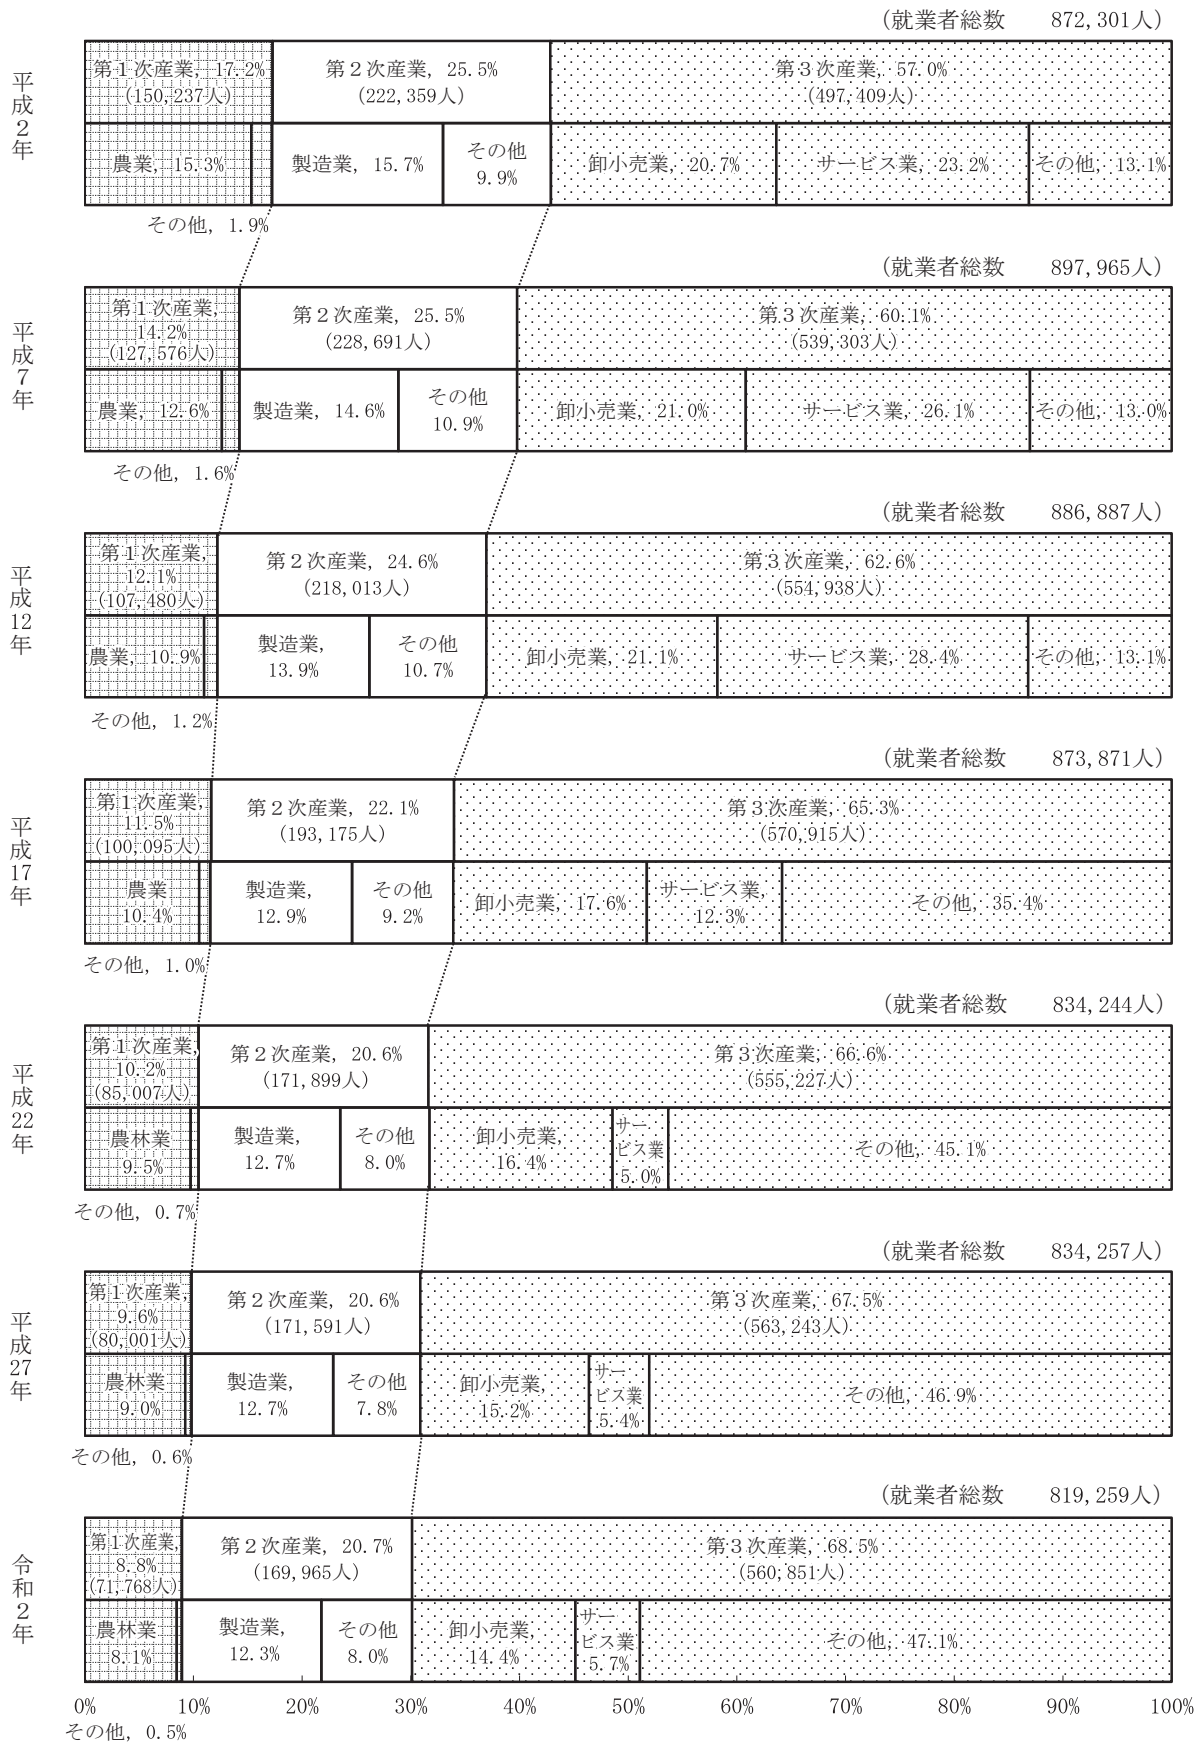 (就業者総数 872,301人)
平成2年
第1次産業, 17.2%
(150,237人)
第2次産業, 25.5%
(222,359人)
第3次産業, 57.0%
(497,409人)
農業, 15.3%
製造業, 15.7%
その他
9.9%
卸小売業, 20.7%
サービス業, 23.2%
その他, 13.1%
その他, 1.9%
(就業者総数 897,965人)
平成7年
第1次産業,
14.2%
(127,576人)
第2次産業, 25.5%
(228,691人)
第3次産業, 60.1%
(539,303人)
農業, 12.6%
製造業, 14.6%
その他
10.9%
卸小売業, 21.0%
サービス業, 26.1%
その他, 13.0%
その他, 1.6%
(就業者総数 886,887人)
平成12年
第1次産業,
12.1%
(107,480人)
第2次産業, 24.6%
(218,013人)
第3次産業, 62.6%
(554,938人)
農業, 10.9%
製造業,
13.9%
その他
10.7%
卸小売業, 21.1%
サービス業, 28.4%
その他, 13.1%
その他, 1.2%
(就業者総数 873,871人)
平成17年
第1次産業,
11.5%
(100,095人)
第2次産業, 22.1%
(193,175人)
第3次産業, 65.3%
(570,915人)
農業
10.4%
製造業,
12.9%
その他
9.2%
卸小売業, 17.6%
サービス業,
12.3%
その他, 35.4%
その他, 1.0%
(就業者総数 834,244人)
平成22年
第1次産業,
10.2%
(85,007人)
第2次産業, 20.6%
(171,899人)
第3次産業, 66.6%
(555,227人)
農林業
9.5%
製造業,
12.7%
その他
8.0%
卸小売業,
16.4%
サー
ビス業
5.0%
その他, 45.1%
その他, 0.7%
(就業者総数 834,257人)
平成27年
第1次産業,
9.6%
(80,001人)
第2次産業, 20.6%
(171,591人)
第3次産業, 67.5%
(563,243人)
農林業
9.0%
製造業,
12.7%
その他
7.8%
卸小売業,
15.2%
サー
ビス業
5.4%
その他, 46.9%
その他, 0.6%
(就業者総数 819,259人)
令和2年
第1次産業,
8.8%
(71,768人)
第2次産業, 20.7%
(169,965人)
第3次産業, 68.5%
(560,851人)
農林業
8.1%
製造業,
12.3%
その他
8.0%
卸小売業,
14.4%
サー
ビス業
5.7%
その他, 47.1%
0% 10% 20% 30% 40% 50% 60% 70% 80% 90% 100%
その他, 0.5%